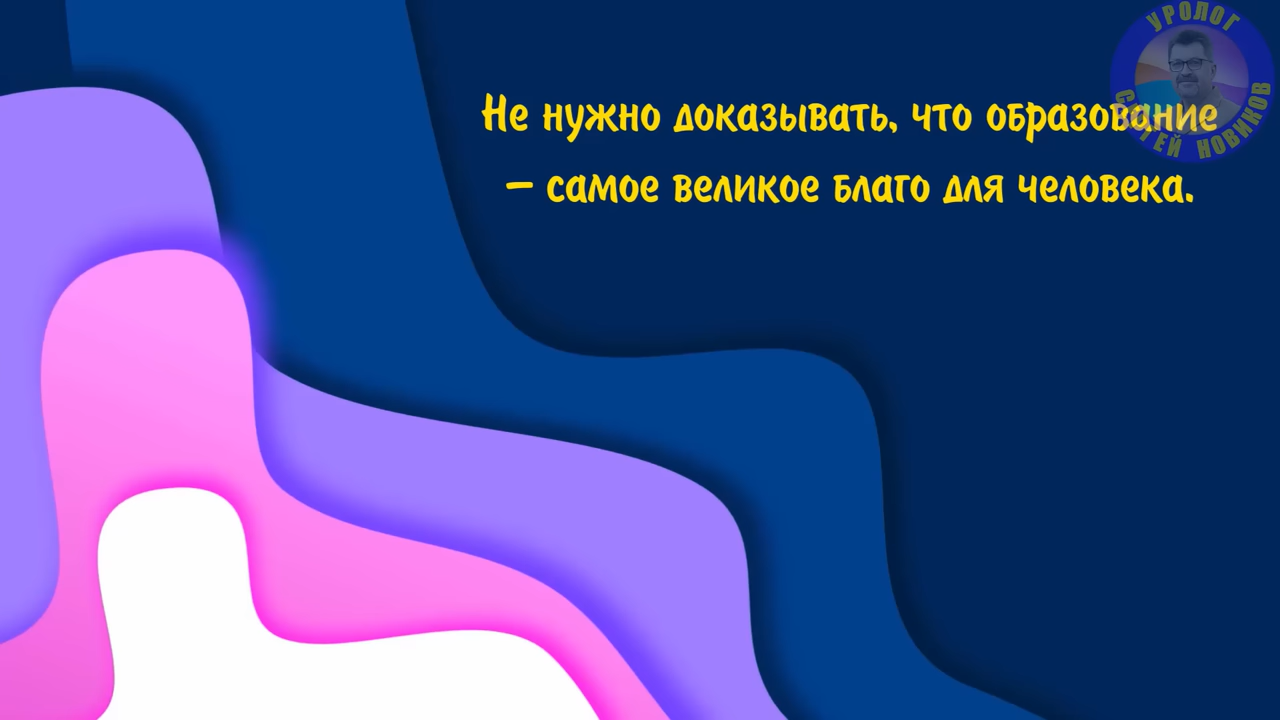 УРОЛОГ
СЕРГЕЙ НОВИКОВ
Не нужно доказывать, что образование
– самое великое благо для человека.